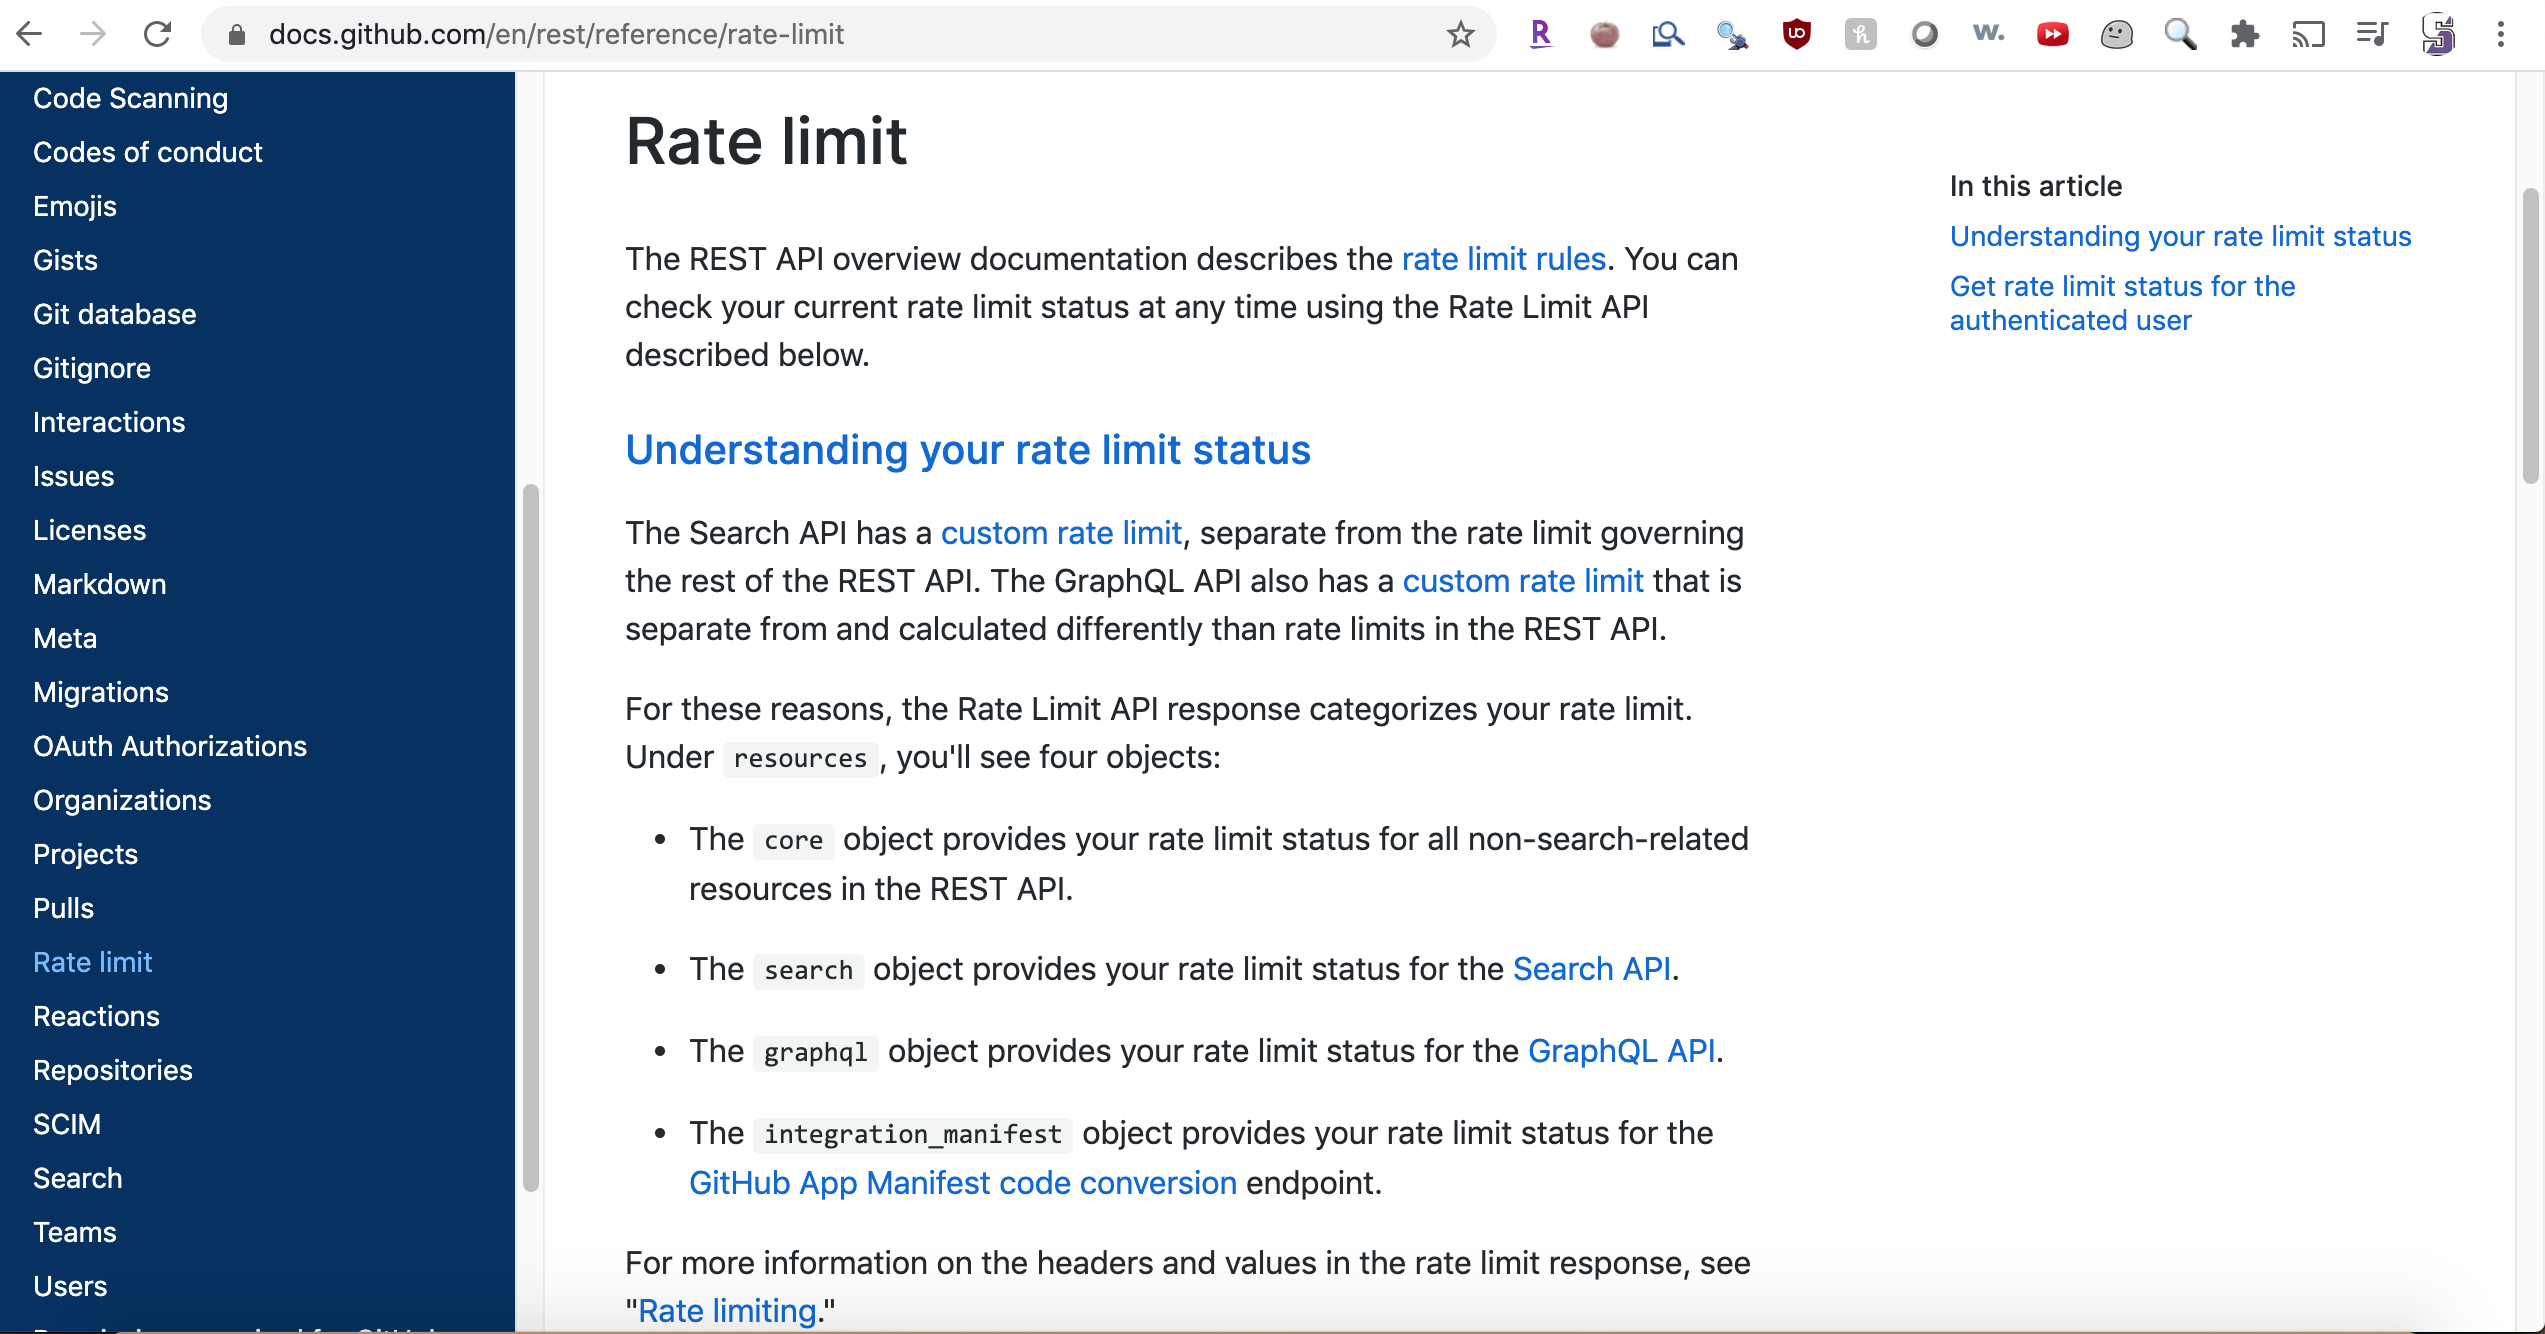 docs.github.com/en/rest/reference/rate-limit
Code Scanning
Codes of conduct
Emojis
Gists
Git database
Gitignore
Interactions
Issues
Licenses
Markdown
Meta
Migrations
OAuth Authorizations
Organizations
Projects
Pulls
Rate limit
Reactions
Repositories
SCIM
Search
Teams
Users
Rate limit
The REST API overview documentation describes the rate limit rules. You can
check your current rate limit status at any time using the Rate Limit API
described below.
Understanding your rate limit status
The Search API has a custom rate limit, separate from the rate limit governing
the rest of the REST API. The GraphQL API also has a custom rate limit that is
separate from and calculated differently than rate limits in the REST API.
For these reasons, the Rate Limit API response categorizes your rate limit.
Under resources, you'll see four objects:
• The core object provides your rate limit status for all non-search-related
resources in the REST API.
• The search object provides your rate limit status for the Search API.
• The graphql object provides your rate limit status for the GraphQL API.
• The integration_manifest object provides your rate limit status for the
GitHub App Manifest code conversion endpoint.
For more information on the headers and values in the rate limit response, see
"Rate limiting."
In this article
Understanding your rate limit status
Get rate limit status for the
authenticated user